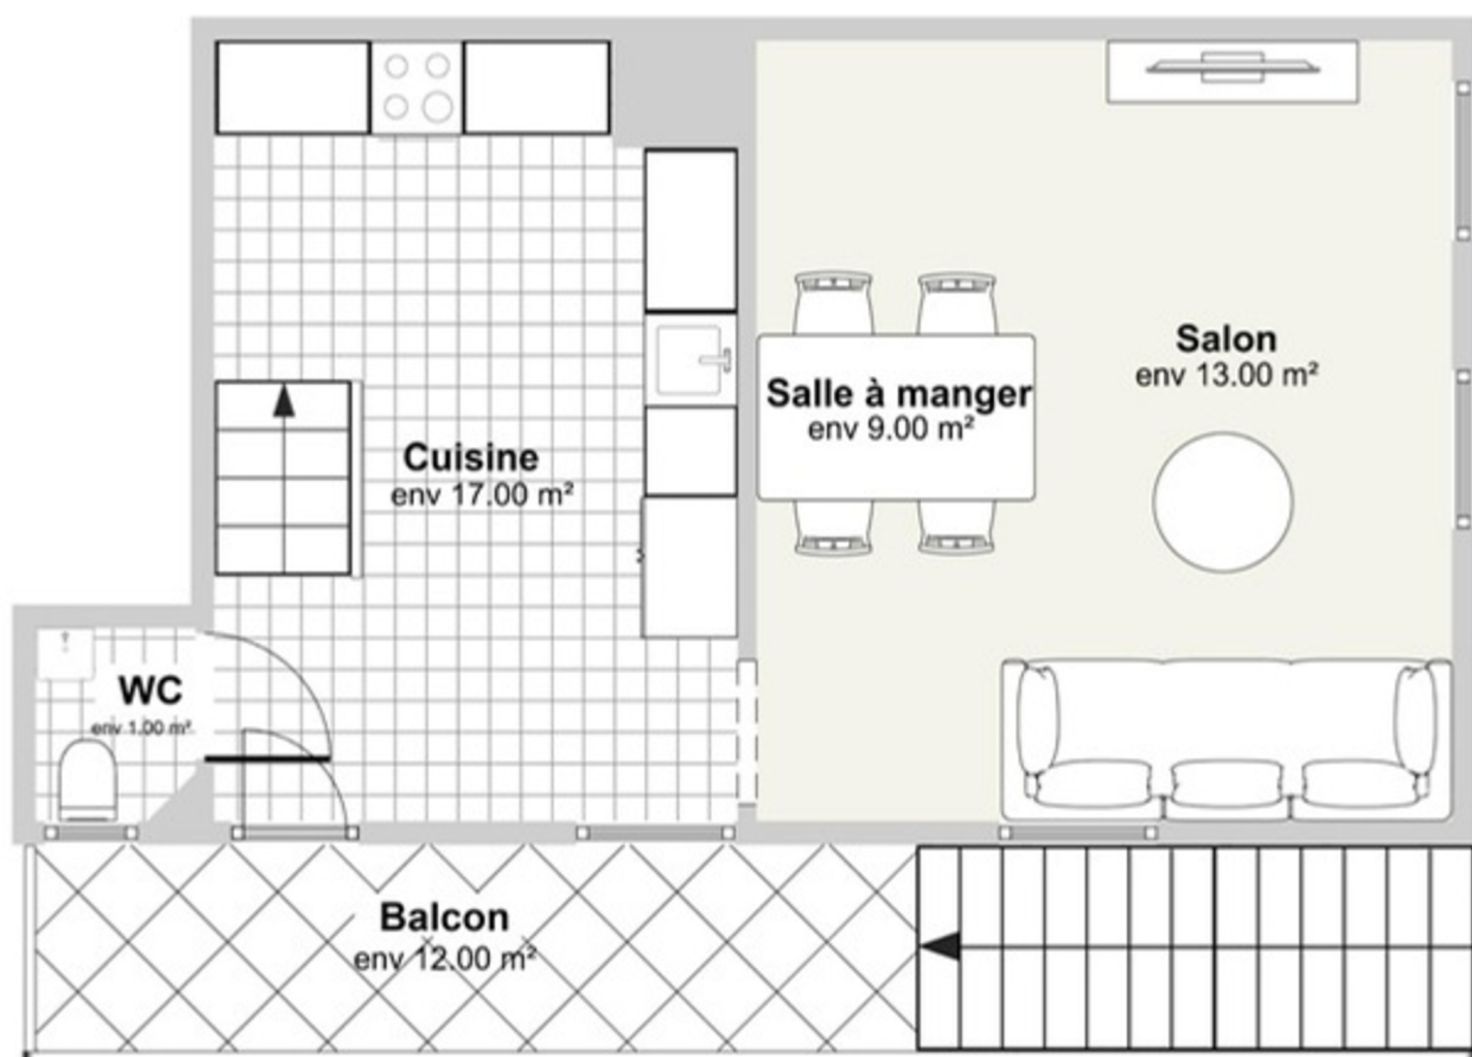 Salon
env 13.00 m²
Salle à manger
env 9.00 m²
Cuisine
env 17.00 m²
WC
env 1.00 m²
Balcon
env 12.00 m²